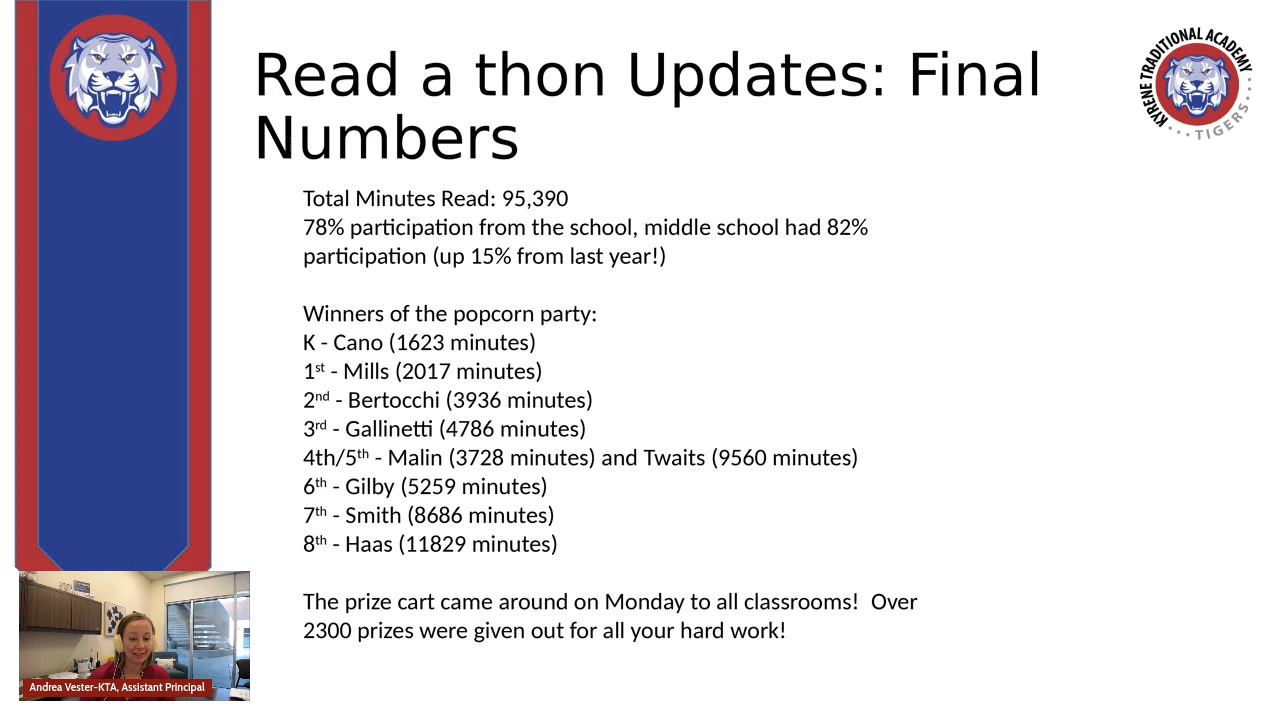 Read a thon Updates: Final
Numbers
KYRENE TRADITIONAL ACADEMY
TIGERS
Total Minutes Read: 95,390
78% participation from the school, middle school had 82%
participation (up 15% from last year!)
Winners of the popcorn party:
K - Cano (1623 minutes)
1st - Mills (2017 minutes)
2nd - Bertocchi (3936 minutes)
3rd - Gallinetti (4786 minutes)
4th/5th - Malin (3728 minutes) and Twaits (9560 minutes)
6th - Gilby (5259 minutes)
7th - Smith (8686 minutes)
8th - Haas (11829 minutes)
The prize cart came around on Monday to all classrooms!  Over
2300 prizes were given out for all your hard work!
Andrea Vester-KTA, Assistant Principal